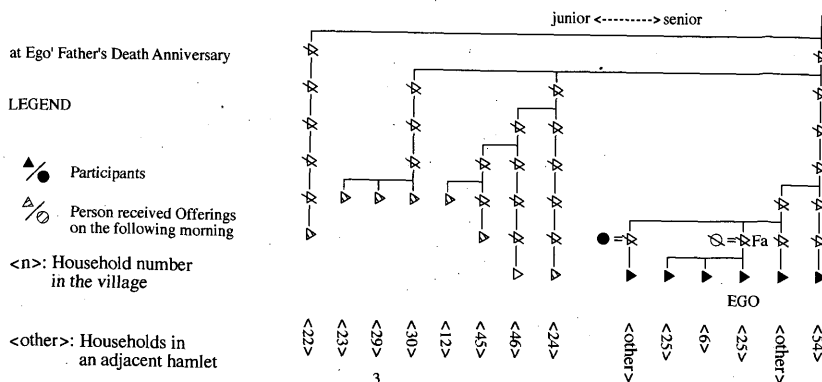 junior <--------> senior
at Ego' Father's Death Anniversary
LEGEND
Participants
Person received Offerings
on the following morning
<n>: Household number
in the village
<other>: Households in
an adjacent hamlet
= Fa
=
EGO
<22>
<23>
<29>
<30>
<12>
<45>
<46>
<24>
<other>
<25>
<6>
<25>
<other>
<54>
3